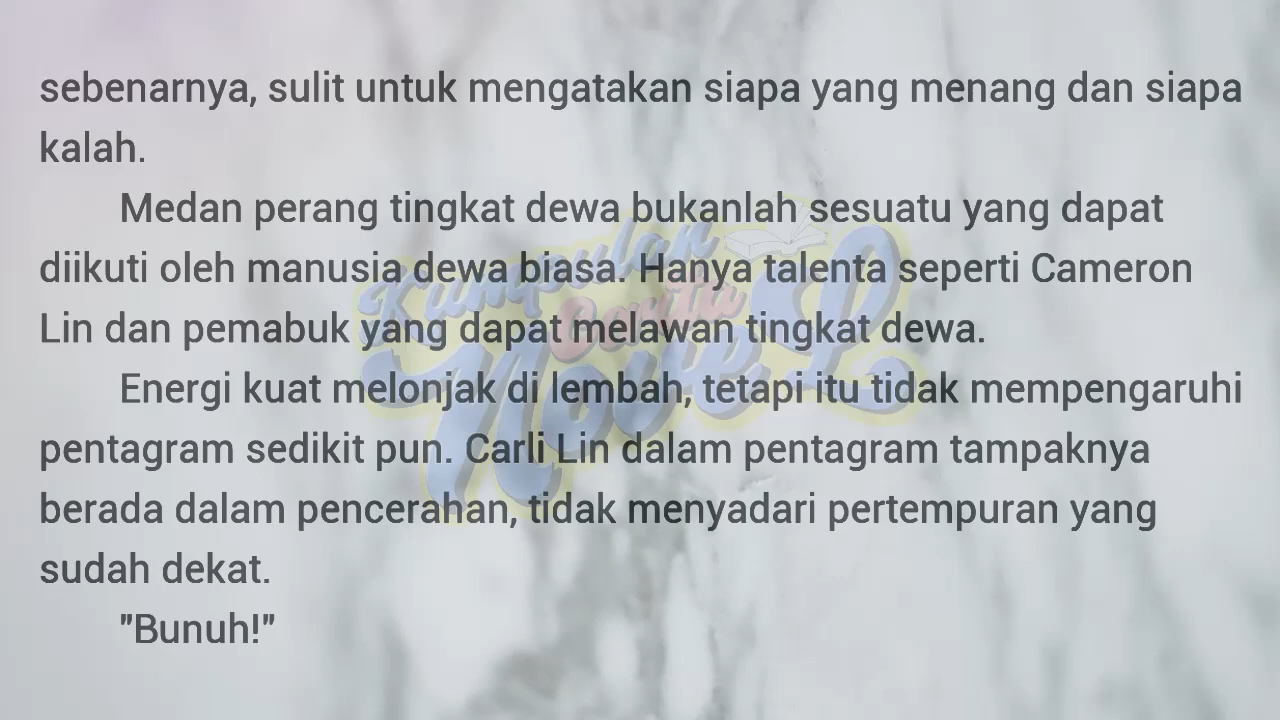 sebenarnya, sulit untuk mengatakan siapa yang menang dan siapa
kalah.
Medan perang tingkat dewa bukanlah sesuatu yang dapat
diikuti oleh manusia dewa biasa. Hanya talenta seperti Cameron
Lin dan pemabuk yang dapat melawan tingkat dewa.
Energi kuat melonjak di lembah, tetapi itu tidak mempengaruhi
pentagram sedikit pun. Carli Lin dalam pentagram tampaknya
berada dalam pencerahan, tidak menyadari pertempuran yang
sudah dekat.
"Bunuh!"
Kumpulan
Cerita
NoveL